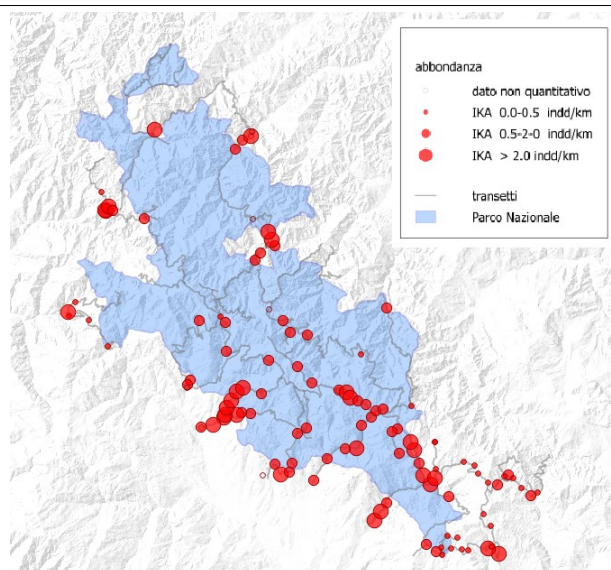 abbondanza
dato non quantitativo
IKA 0.0-0.5 indd/km
IKA 0.5-2-0 indd/km
IKA > 2.0 indd/km
transetti
Parco Nazionale